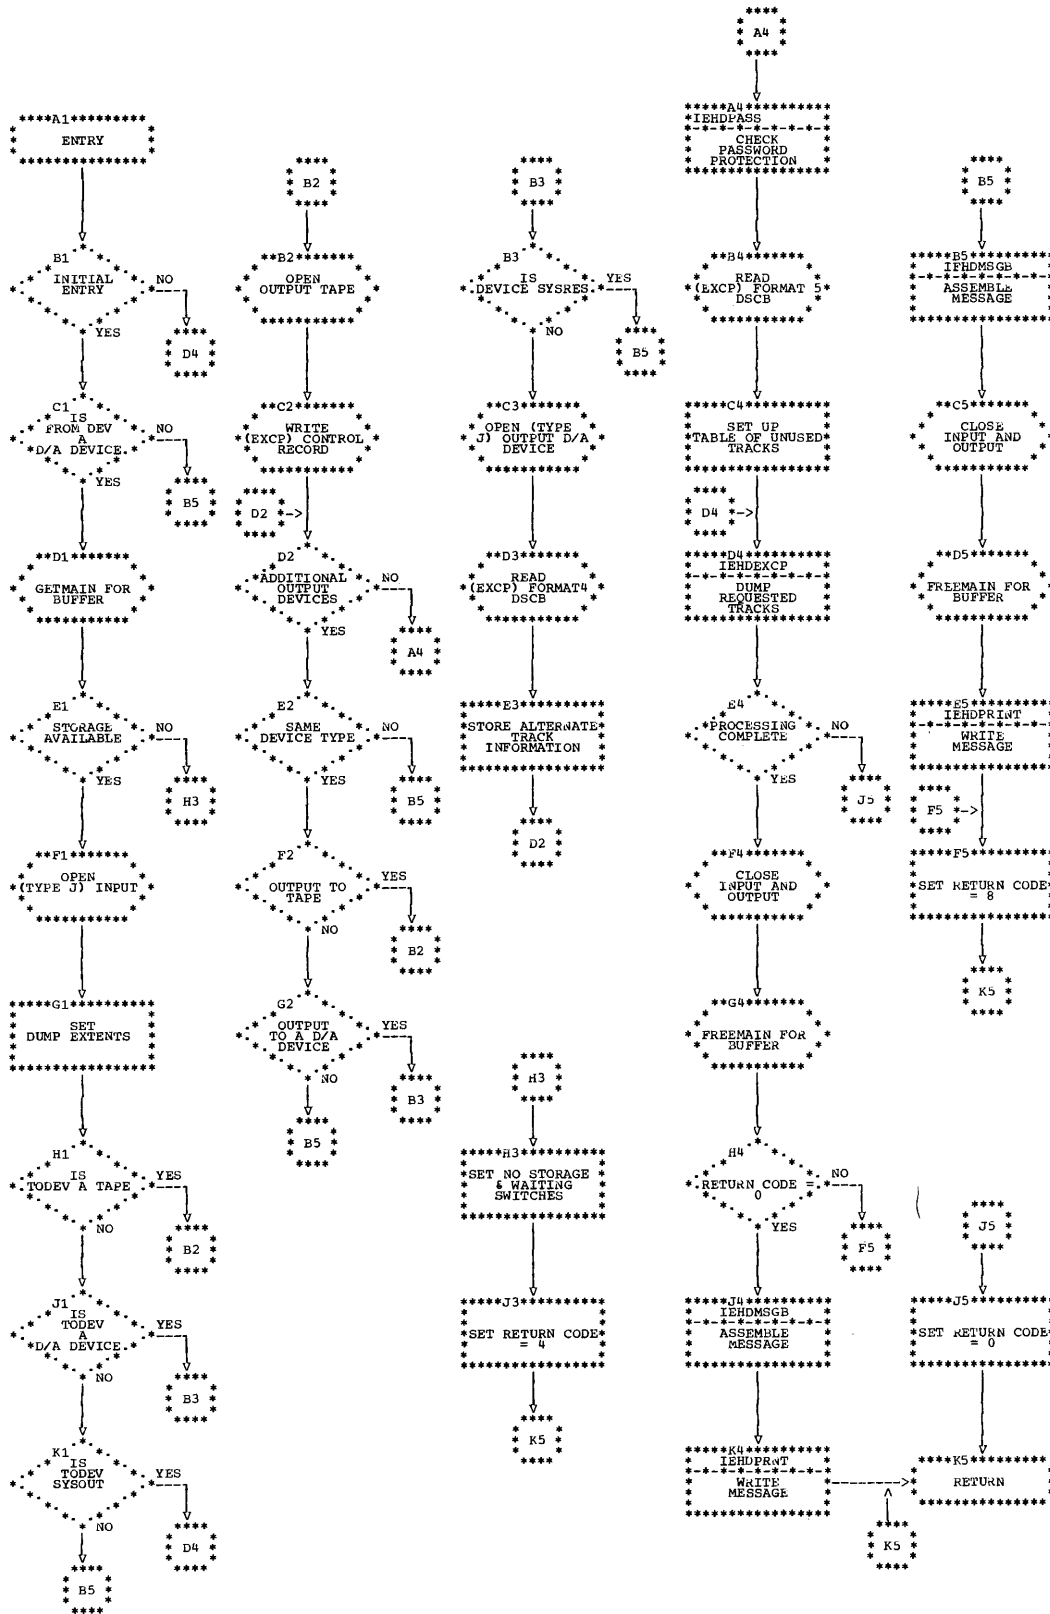 A1
ENTRY
B1
INITIAL
ENTRY
NO
D4
YES
C1
IS
FROM DEV
A
D/A DEVICE
NO
B5
YES
D1
GETMAIN FOR
BUFFER
E1
STORAGE
AVAILABLE
NO
H3
YES
F1
OPEN
(TYPE J) INPUT
G1
SET
DUMP EXTENTS
H1
IS
TODEV A TAPE
YES
B2
NO
J1
IS
TODEV
A
D/A DEVICE
YES
B3
NO
K1
IS
TODEV
SYSOUT
YES
D4
NO
B5
B2
B2
OPEN
OUTPUT TAPE
C2
WRITE
(EXCP) CONTROL
RECORD
D2
D2
ADDITIONAL
OUTPUT
DEVICES
NO
A4
YES
E2
SAME
DEVICE TYPE
NO
B5
YES
F2
OUTPUT TO
TAPE
YES
B2
NO
G2
OUTPUT
TO A D/A
DEVICE
YES
B3
NO
B5
B3
B3
IS
DEVICE SYSRES
YES
B5
NO
C3
OPEN (TYPE
J) OUTPUT D/A
DEVICE
D3
READ
(EXCP) FORMAT4
DSCB
E3
STORE ALTERNATE
TRACK
INFORMATION
D2
H3
H3
SET NO STORAGE
& WAITING
SWITCHES
J3
SET RETURN CODE
= 4
K5
A4
A4
IEHDPASS
CHECK
PASSWORD
PROTECTION
B4
READ
(EXCP) FORMAT 5
DSCB
C4
SET UP
TABLE OF UNUSED
TRACKS
D4
D4
IEHDEXCP
DUMP
REQUESTED
TRACKS
E4
PROCESSING
COMPLETE
NO
J5
YES
F4
CLOSE
INPUT AND
OUTPUT
G4
FREEMAIN FOR
BUFFER
H4
RETURN CODE =
0
NO
F5
YES
J4
IEHDMSGB
ASSEMBLE
MESSAGE
K4
IEHDPRNT
WRITE
MESSAGE
B5
B5
IEHDMSGB
ASSEMBLE
MESSAGE
C5
CLOSE
INPUT AND
OUTPUT
D5
FREEMAIN FOR
BUFFER
E5
IEHDPRINT
WRITE
MESSAGE
F5
F5
SET RETURN CODE
= 8
K5
J5
J5
SET RETURN CODE
= 0
K5
RETURN
K5